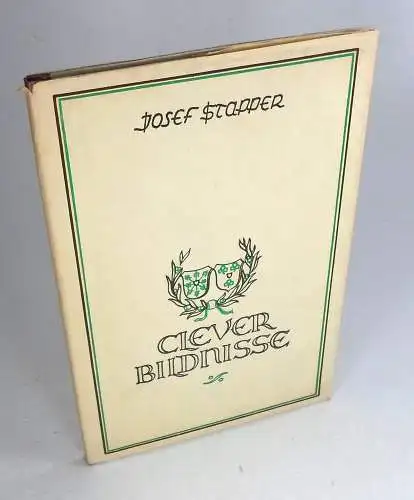 JOSEF STAPPER
CLEVER
BILDNISSE